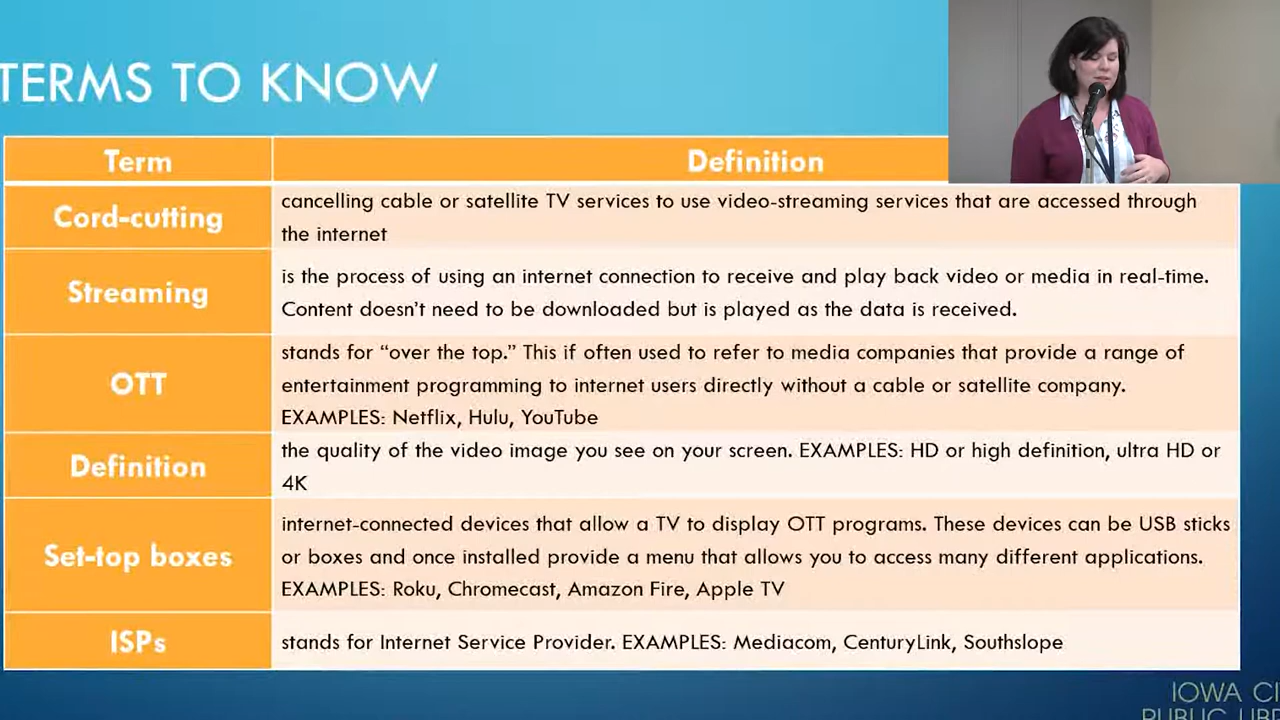 TERMS TO KNOW
Term
Definition
Cord-cutting
cancelling cable or satellite TV services to use video-streaming services that are accessed through
the internet
Streaming
is the process of using an internet connection to receive and play back video or media in real-time.
Content doesn't need to be downloaded but is played as the data is received.
OTT
stands for “over the top.” This if often used to refer to media companies that provide a range of
entertainment programming to internet users directly without a cable or satellite company.
EXAMPLES: Netflix, Hulu, YouTube
Definition
the quality of the video image you see on your screen. EXAMPLES: HD or high definition, ultra HD or
4K
Set-top boxes
internet-connected devices that allow a TV to display OTT programs. These devices can be USB sticks
or boxes and once installed provide a menu that allows you to access many different applications.
EXAMPLES: Roku, Chromecast, Amazon Fire, Apple TV
ISPs
stands for Internet Service Provider. EXAMPLES: Mediacom, CenturyLink, Southslope
IOWA
PUBLIC